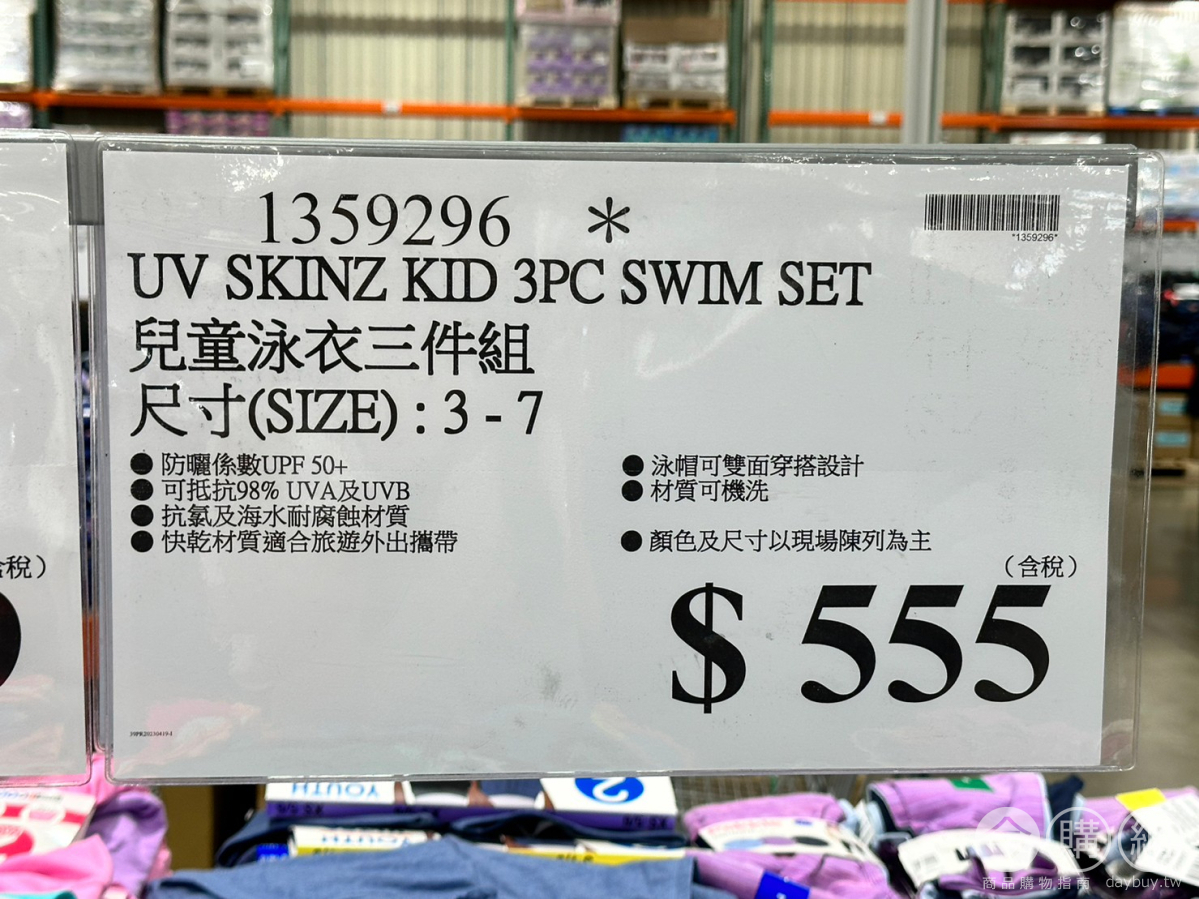 1359296 *
*1359296*
UV SKINZ KID 3PC SWIM SET
兒童泳衣三件組
尺寸(SIZE) : 3 - 7
● 防曬係數UPF 50+
● 可抵抗98% UVA及UVB
● 抗氯及海水耐腐蝕材質
● 快乾材質適合旅遊外出攜帶
● 泳帽可雙面穿搭設計
● 材質可機洗
● 顏色及尺寸以現場陳列為主
(含稅)
$ 555
含稅)
YOUTH
2
商品購物指南 daybuy.tw